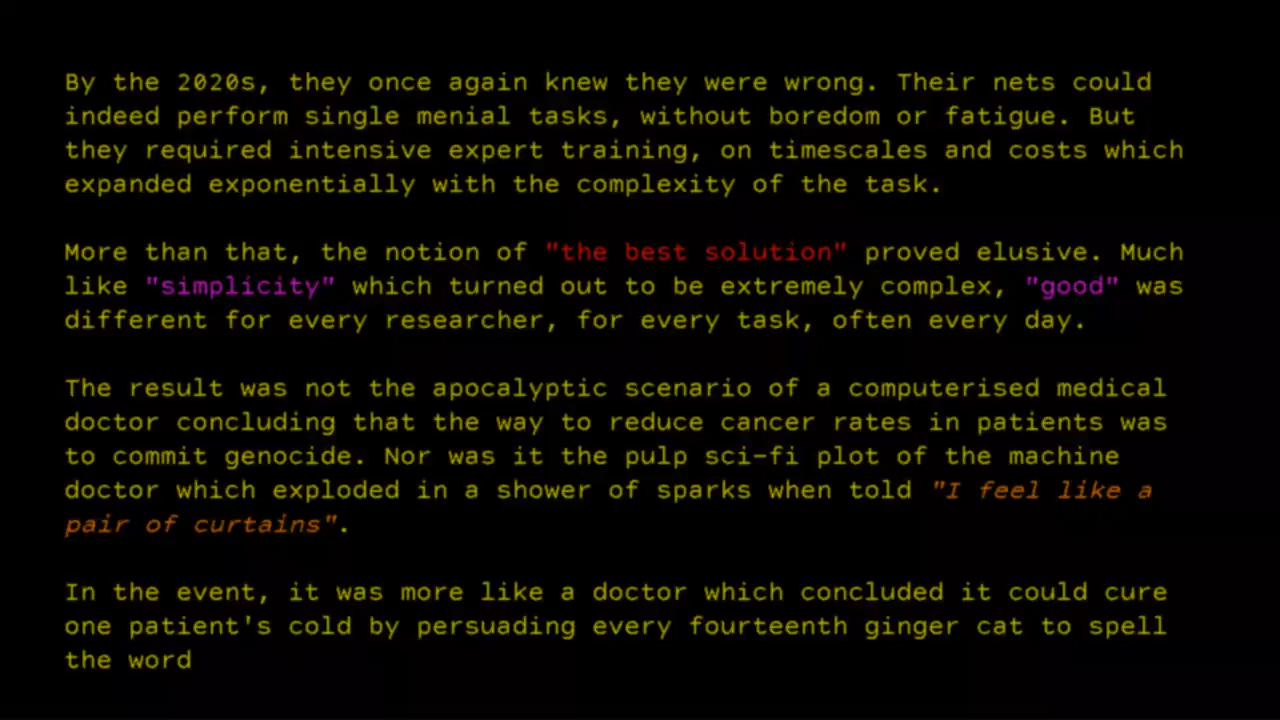 By the 2020s, they once again knew they were wrong. Their nets could
indeed perform single menial tasks, without boredom or fatigue. But
they required intensive expert training, on timescales and costs which
expanded exponentially with the complexity of the task.
More than that, the notion of "the best solution" proved elusive. Much
like "simplicity" which turned out to be extremely complex, "good" was
different for every researcher, for every task, often every day.
The result was not the apocalyptic scenario of a computerised medical
doctor concluding that the way to reduce cancer rates in patients was
to commit genocide. Nor was it the pulp sci-fi plot of the machine
doctor which exploded in a shower of sparks when told "I feel like a
pair of curtains".
In the event, it was more like a doctor which concluded it could cure
one patient's cold by persuading every fourteenth ginger cat to spell
the word